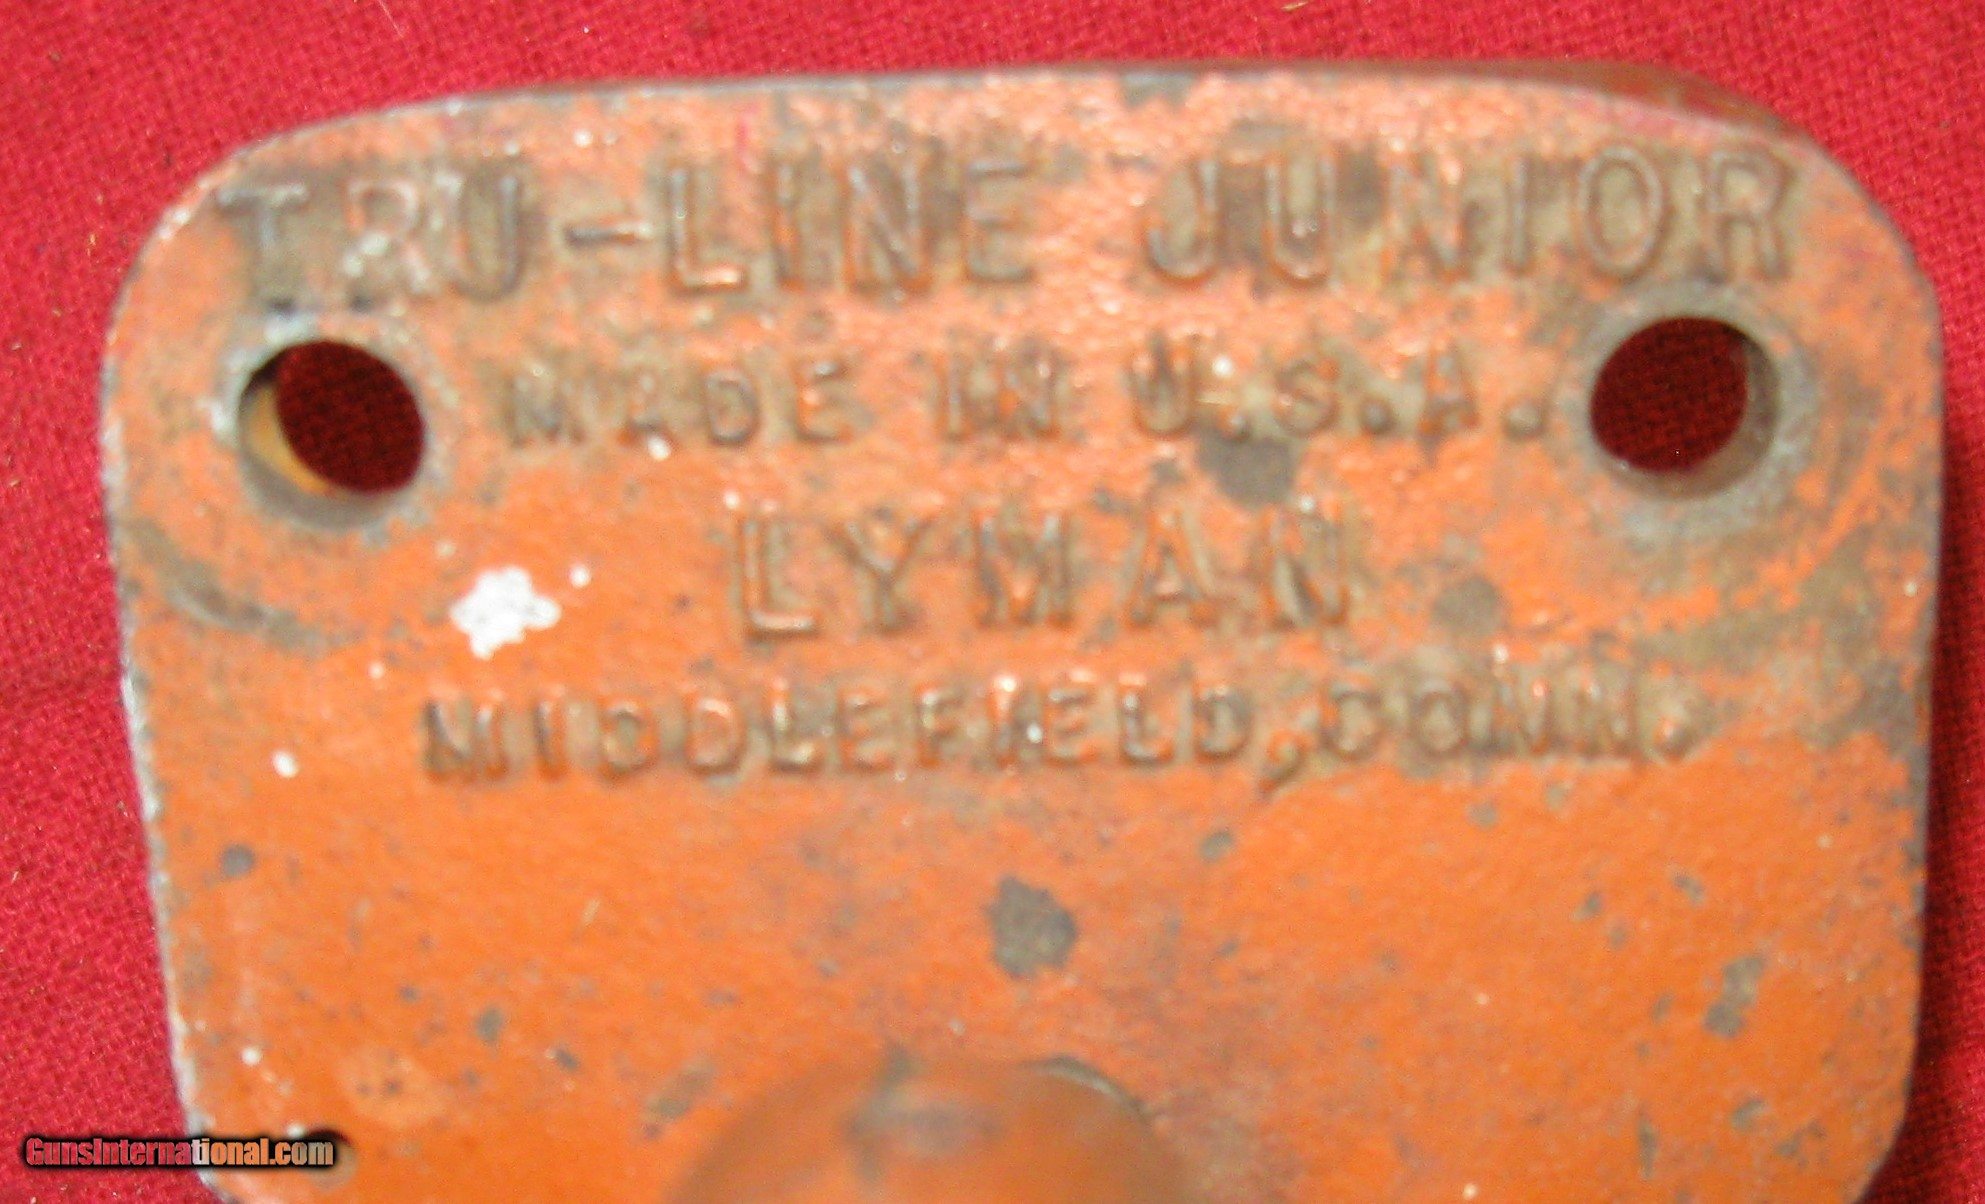 TRU-LINE JUNIOR
MADE IN U.S.A.
LYMAN
MIDDLEFIELD, CONN.
GunsInternational.com